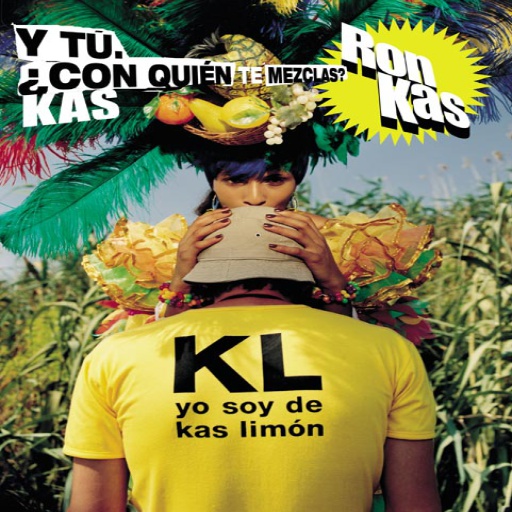 Y TÚ.
¿CON QUIÉN TE MEZCLAS?
KAS
Ron
Kas
KL
yo soy de
kas limón